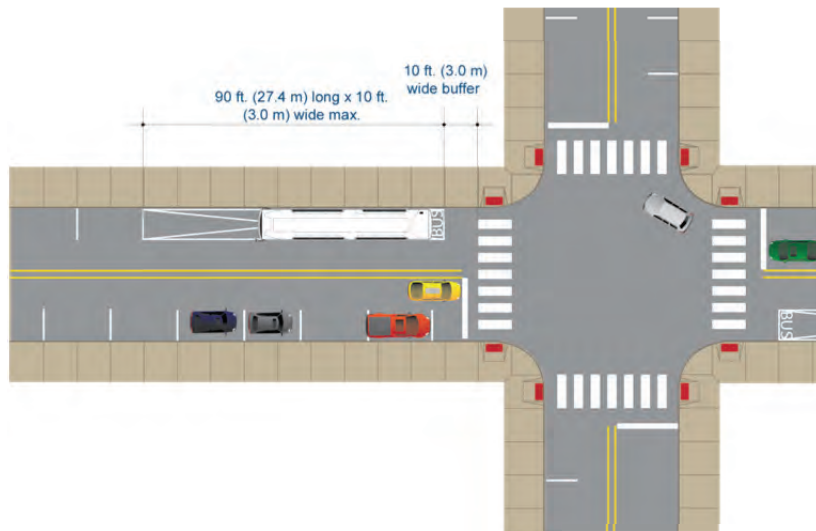 10 ft. (3.0 m)
wide buffer
90 ft. (27.4 m) long x 10 ft.
(3.0 m) wide max.
BUS
BUS